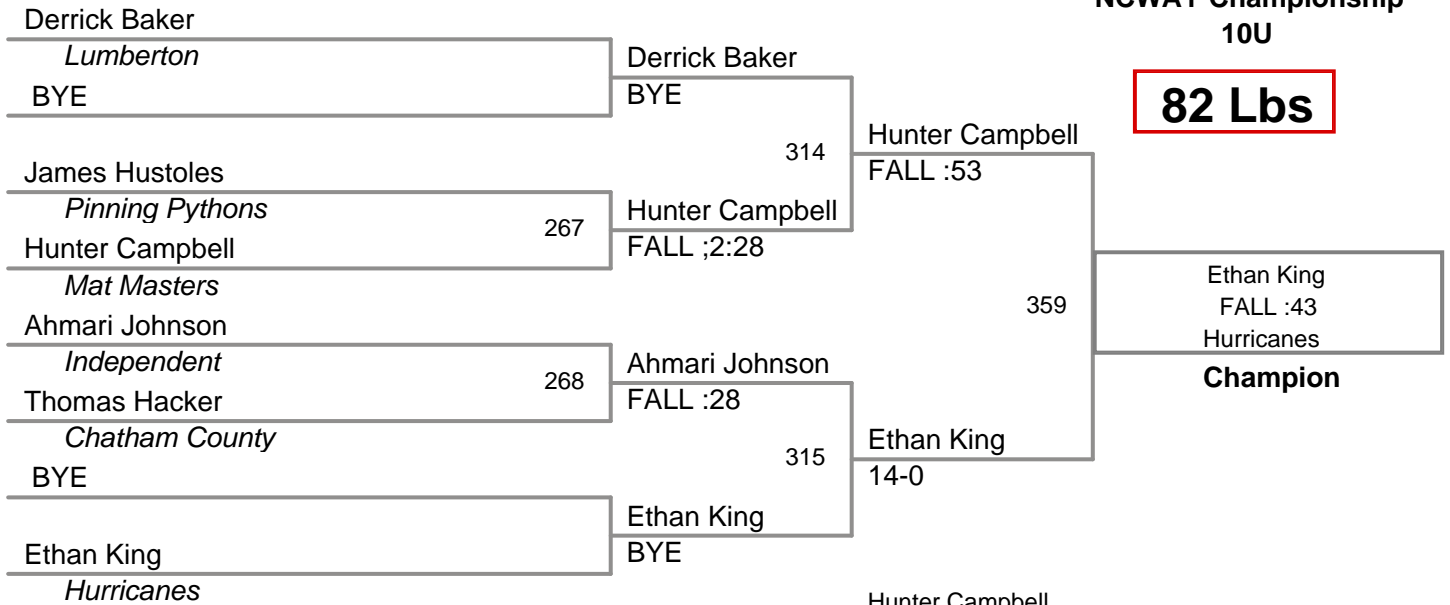 NCWAY Championship
10U
82 Lbs
Derrick Baker
Lumberton
BYE
James Hustoles
Pinning Pythons
Hunter Campbell
Mat Masters
Ahmari Johnson
Independent
Thomas Hacker
Chatham County
BYE
Ethan King
Hurricanes
267
268
Derrick Baker
BYE
Hunter Campbell
FALL ;2:28
Ahmari Johnson
FALL :28
Ethan King
BYE
314
315
Hunter Campbell
FALL :53
Ethan King
14-0
359
Ethan King
FALL :43
Hurricanes
Champion
Hunter Campbell